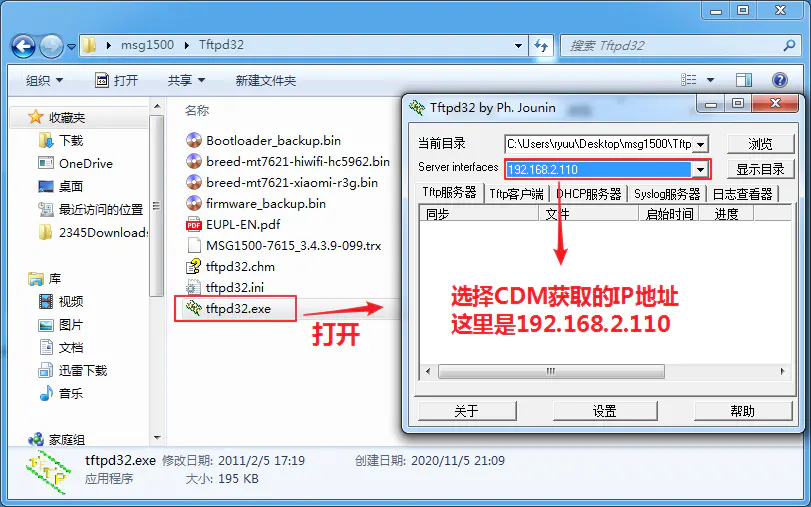 msg1500 Tftpd32
搜索 Tftpd32
组织 打开 共享 新建文件夹
收藏夹
下载
OneDrive
桌面
最近访问的位置
2345Downloads
库
视频
图片
文档
迅雷下载
音乐
家庭组
名称
Bootloader_backup.bin
breed-mt7621-hiwifi-hc5962.bin
breed-mt7621-xiaomi-r3g.bin
firmware_backup.bin
EUPL-EN.pdf
MSG1500-7615_3.4.3.9-099.trx
tftpd32.chm
tftpd32.ini
tftpd32.exe
打开
Tftpd32 by Ph. Jounin
当前目录 C:\Users\ryuu\Desktop\msg1500\Tftp 浏览
Server interfaces 192.168.2.110 显示目录
Tftp服务器 Tftp客户端 DHCP服务器 Syslog服务器 日志查看器
同步 文件 启始时间 进度
选择CDM获取的IP地址
这里是192.168.2.110
关于 设置 帮助
tftpd32.exe 修改日期: 2011/2/5 17:19 创建日期: 2020/11/5 21:09
应用程序 大小: 195 KB